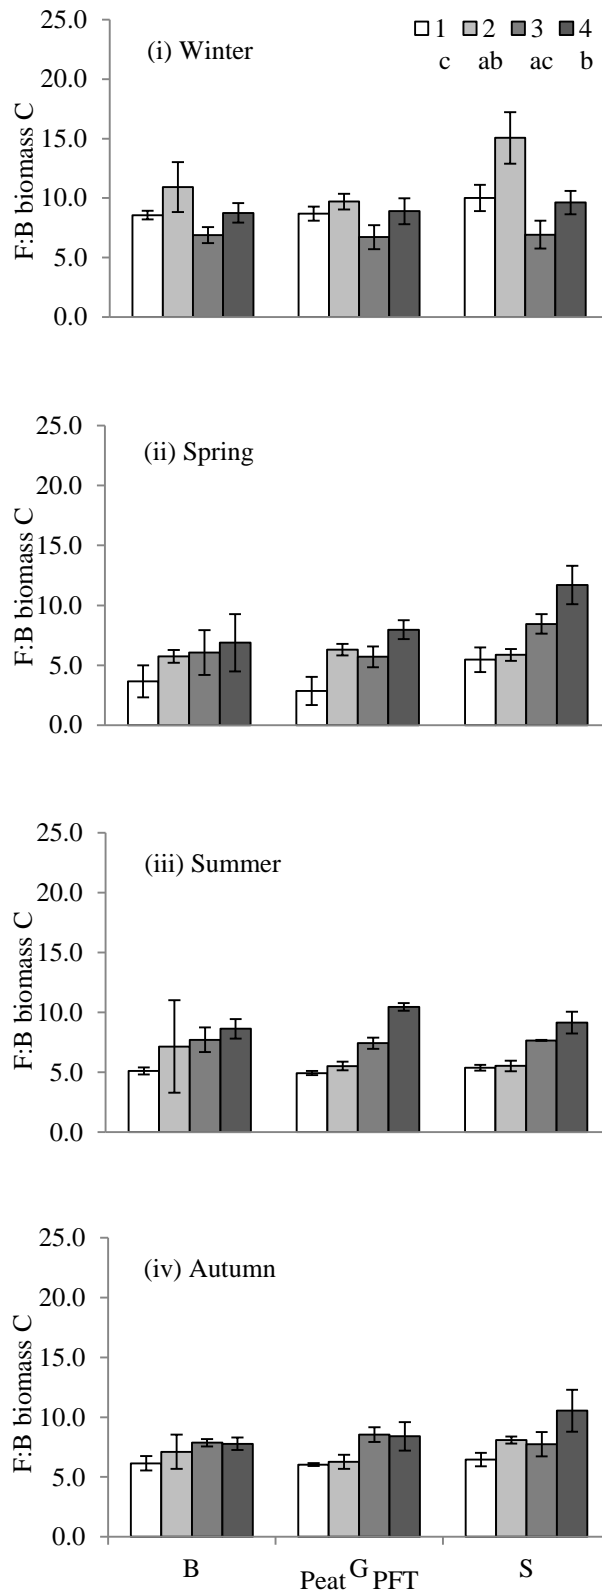 25.0
20.0
15.0
10.0
5.0
0.0
F:B biomass C
(i) Winter
1 2 3 4
c ab ac b
25.0
20.0
15.0
10.0
5.0
0.0
F:B biomass C
(ii) Spring
25.0
20.0
15.0
10.0
5.0
0.0
F:B biomass C
(iii) Summer
25.0
20.0
15.0
10.0
5.0
0.0
F:B biomass C
(iv) Autumn
B G S
Peat PFT